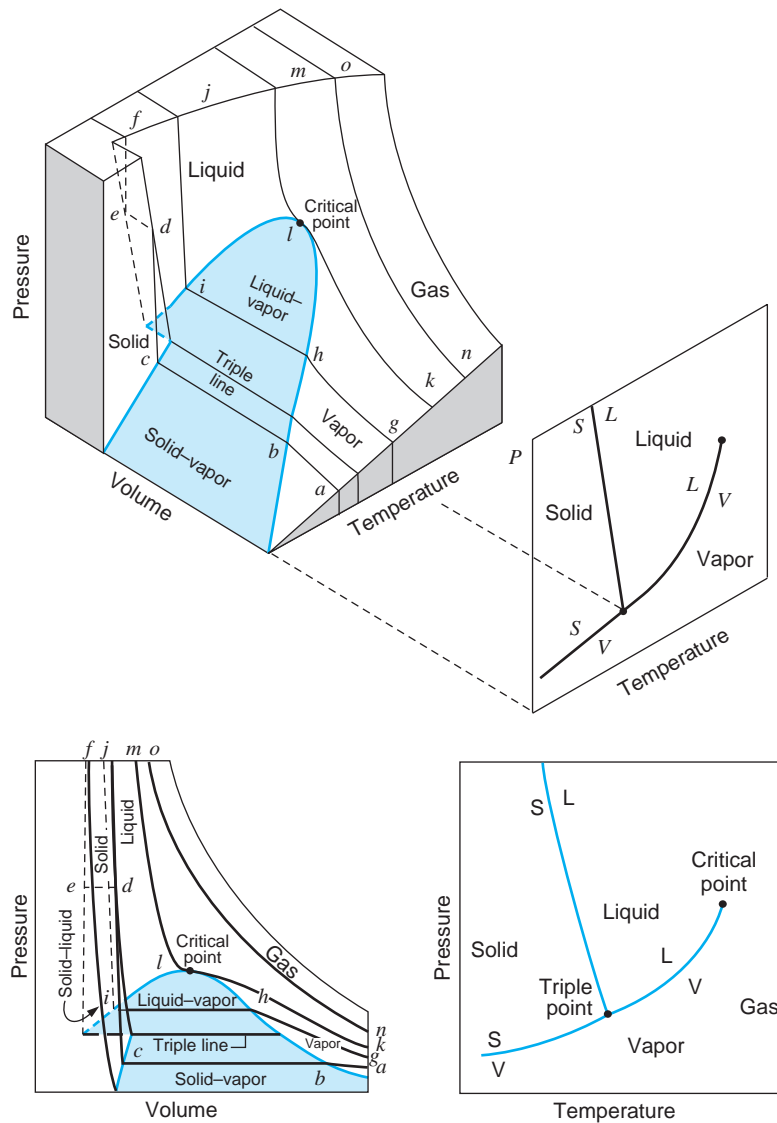 f
j
m
o
Liquid
e
d
Critical
point
l
Gas
Pressure
i
Liquid–
vapor
Solid
c
Triple
line
h
n
k
Vapor
g
Solid–vapor
b
a
Volume
Temperature
P
S
L
Liquid
L
V
Solid
Vapor
S
V
Temperature
f
j
m
o
Solid
Liquid
e
d
Solid–liquid
Pressure
l
Critical
point
Gas
i
Liquid–vapor
h
Triple line
Vapor
n
k
g
a
c
Solid–vapor
b
Volume
S
L
Critical
point
Pressure
Liquid
Solid
L
V
Triple
point
Gas
S
V
Vapor
Temperature